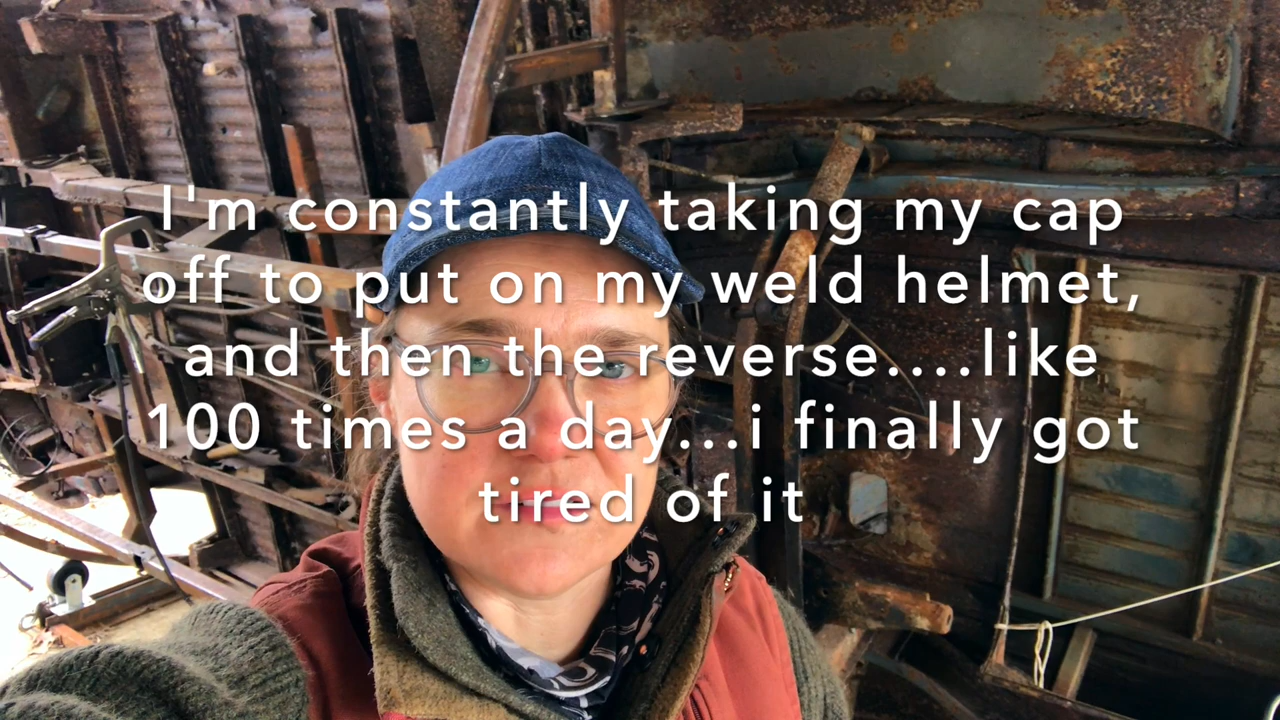 I'm constantly taking my cap
off to put on my weld helmet,
and then the reverse....like
100 times a day...i finally got
tired of it